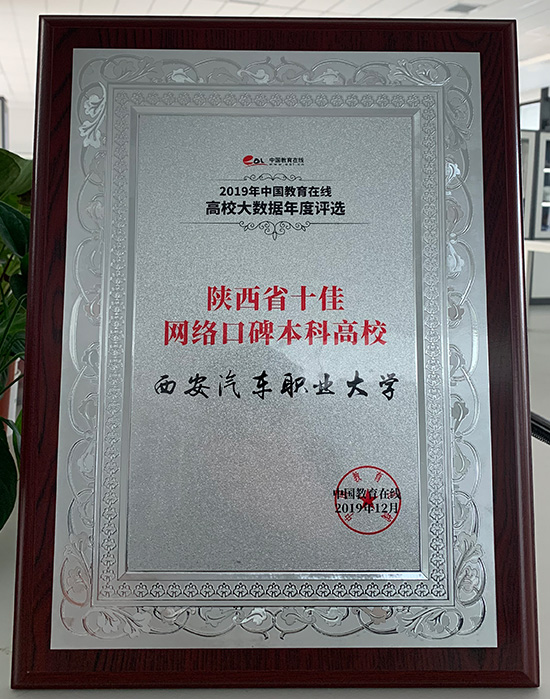 eol 中国教育在线
2019年中国教育在线
高校大数据年度评选
陕西省十佳
网络口碑本科高校
西安汽车职业大学
中国教育在线
2019年12月